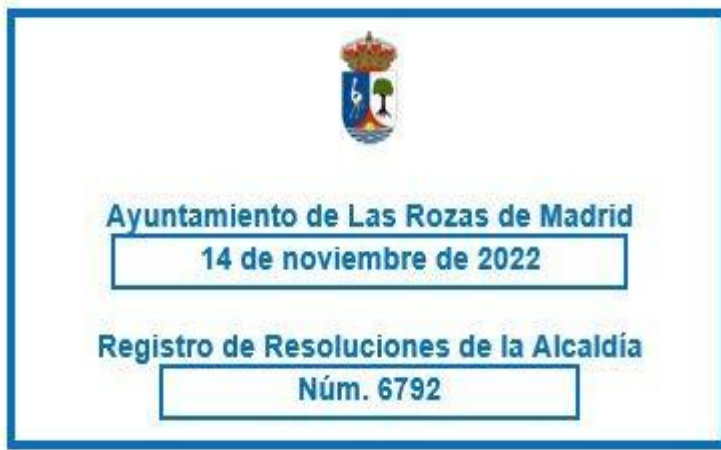 Ayuntamiento de Las Rozas de Madrid
14 de noviembre de 2022
Registro de Resoluciones de la Alcaldía
Núm. 6792